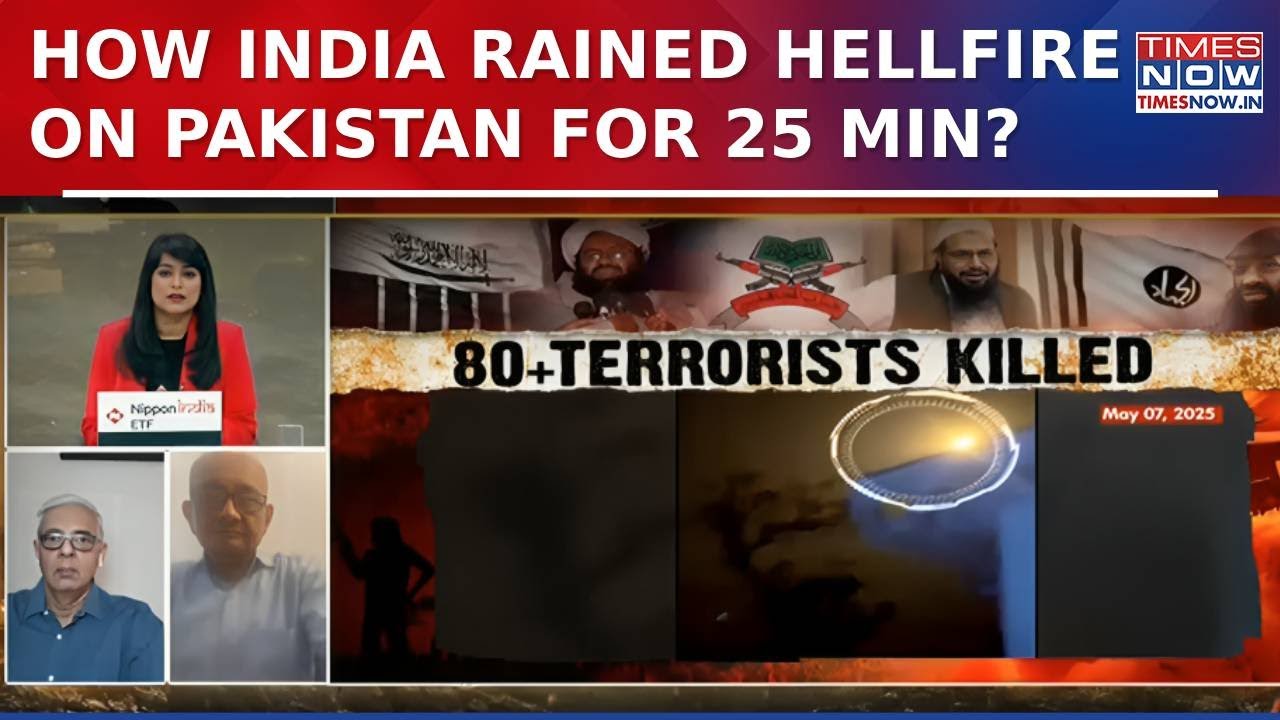 HOW INDIA RAINED HELLFIRE
ON PAKISTAN FOR 25 MIN?
TIMES
NOW
TIMESNOW.IN
80+TERRORISTS KILLED
May 07, 2025
Nippon india
ETF